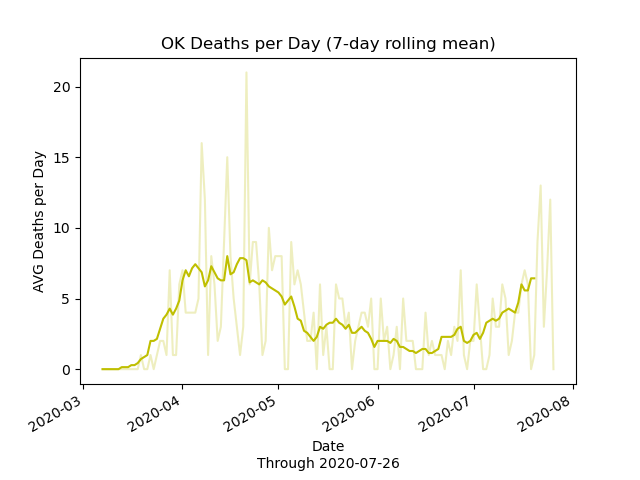 OK Deaths per Day (7-day rolling mean)
AVG Deaths per Day
20
15
10
5
0
2020-03
2020-04
2020-05
2020-06
2020-07
2020-08
Date
Through 2020-07-26